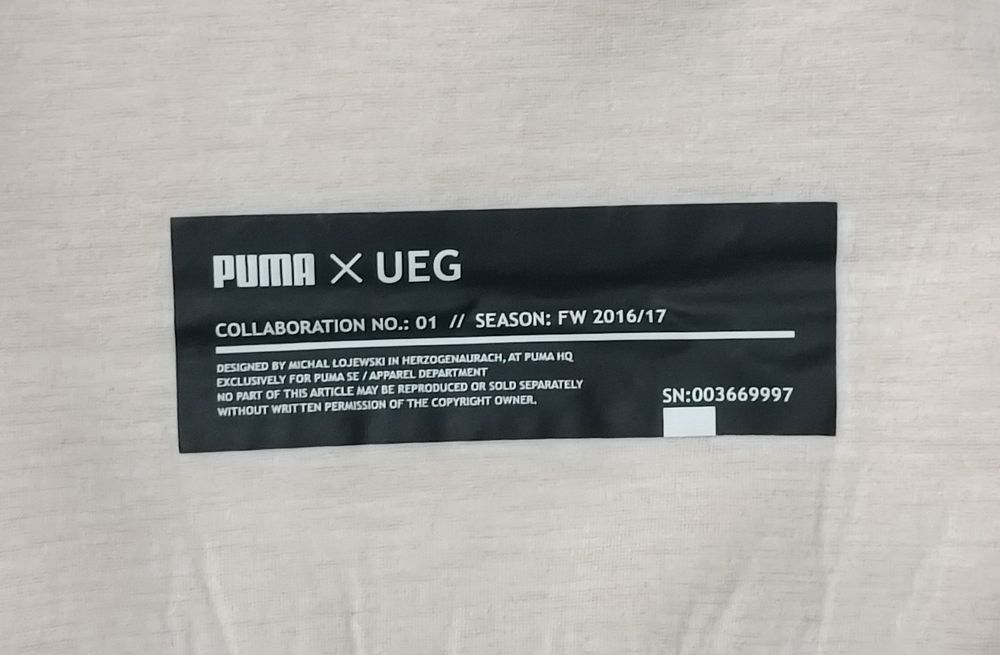 PUMA X UEG
COLLABORATION NO.: 01 // SEASON: FW 2016/17
DESIGNED BY MICHAL ŁOJEWSKI IN HERZOGENAURACH, AT PUMA HQ
EXCLUSIVELY FOR PUMA SE / APPAREL DEPARTMENT
NO PART OF THIS ARTICLE MAY BE REPRODUCED OR SOLD SEPARATELY
WITHOUT WRITTEN PERMISSION OF THE COPYRIGHT OWNER.
SN:003669997